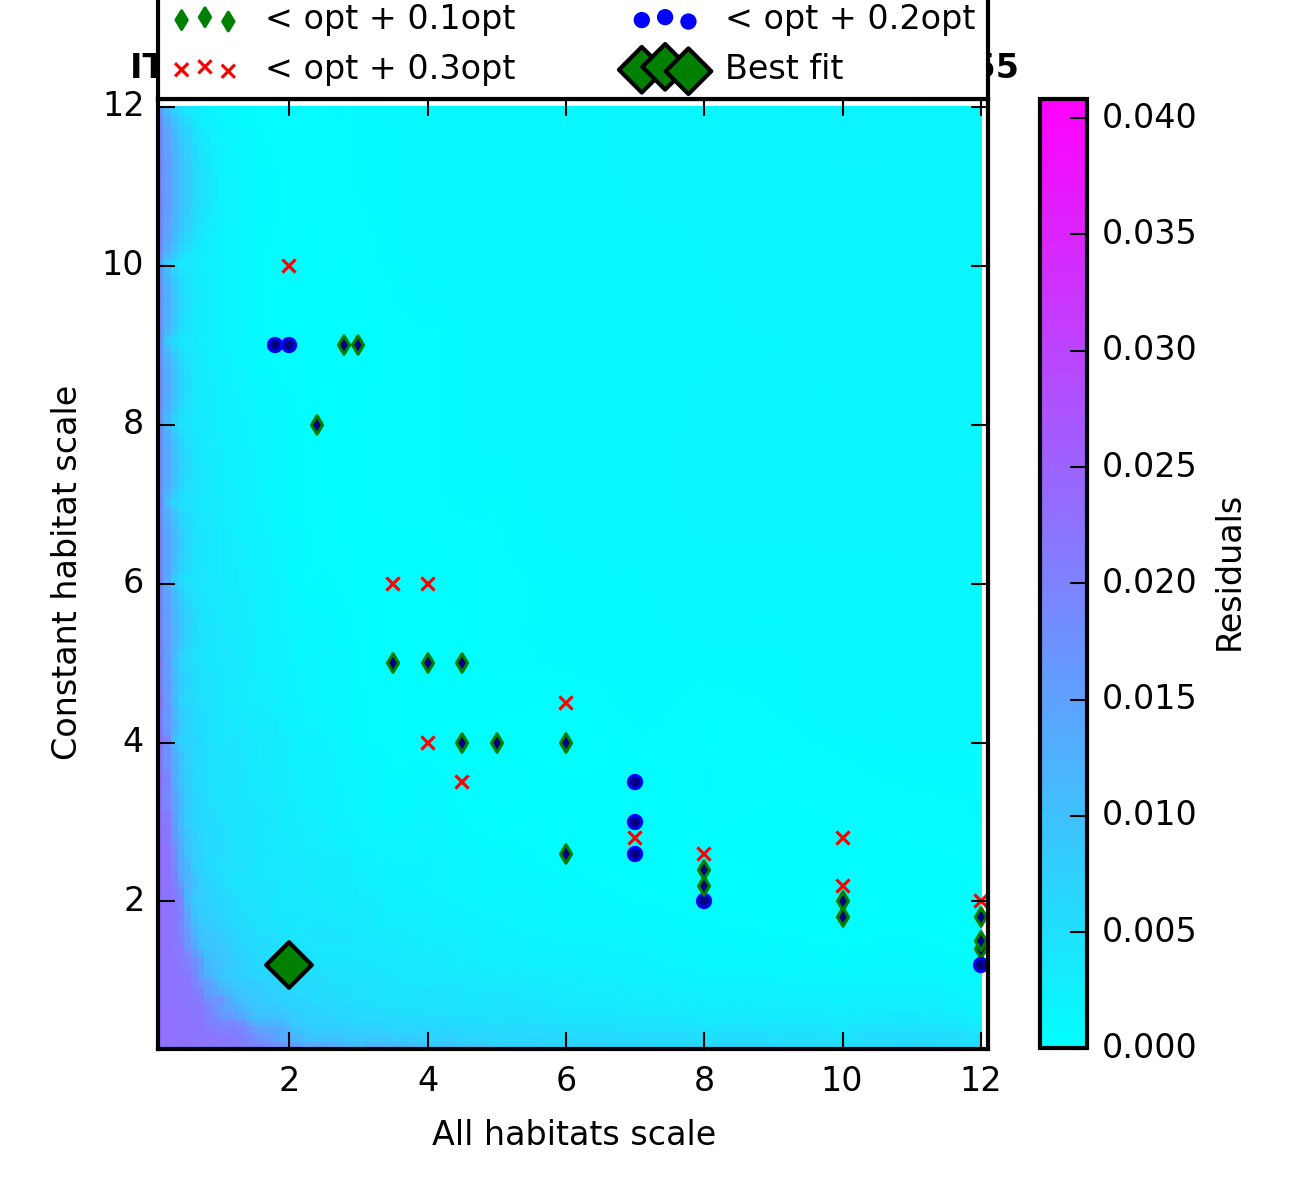 < opt + 0.1opt
< opt + 0.2opt
< opt + 0.3opt
Best fit
12
10
8
6
4
2
Constant habitat scale
2 4 6 8 10 12
All habitats scale
0.040
0.035
0.030
0.025
0.020
0.015
0.010
0.005
0.000
Residuals